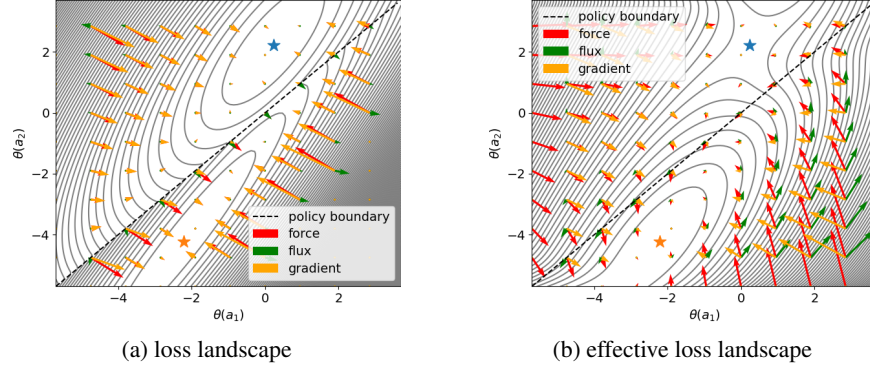 2
0
−2
−4
θ(a₂)
−4
−2
0
2
θ(a₁)
policy boundary
force
flux
gradient
(a) loss landscape
policy boundary
force
flux
gradient
2
0
−2
−4
θ(a₂)
−4
−2
0
2
θ(a₁)
(b) effective loss landscape